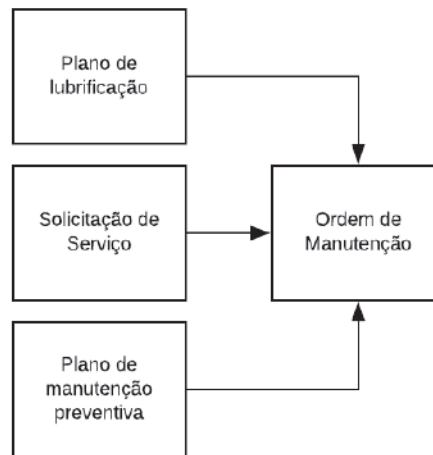 Plano de
lubrificação
Solicitação de
Serviço
Ordem de
Manutenção
Plano de
manutenção
preventiva